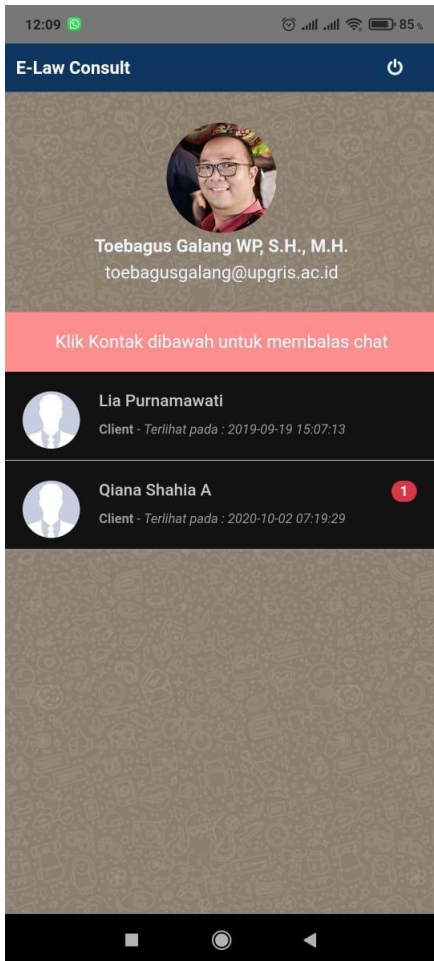 12:09
85%
E-Law Consult
Toebagus Galang WP, S.H., M.H.
toebagusgalang@upgris.ac.id
Klik Kontak dibawah untuk membalas chat
Lia Purnamawati
Client - Terlihat pada : 2019-09-19 15:07:13
Qiana Shahia A
1
Client - Terlihat pada : 2020-10-02 07:19:29